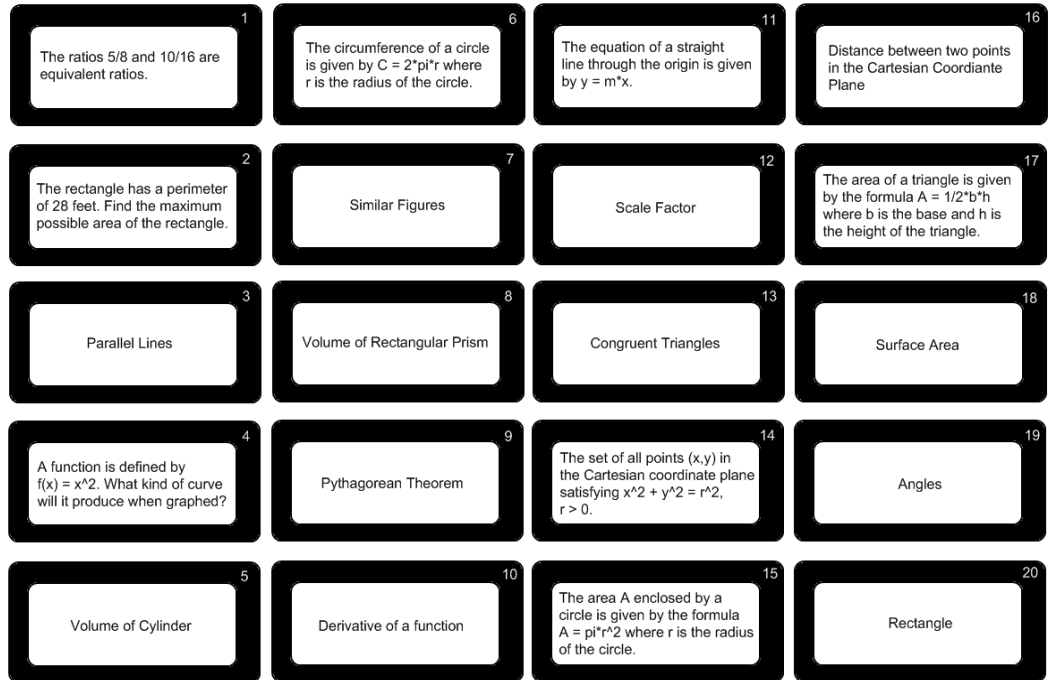 1
The ratios 5/8 and 10/16 are
equivalent ratios.
2
The rectangle has a perimeter
of 28 feet. Find the maximum
possible area of the rectangle.
3
Parallel Lines
4
A function is defined by
f(x) = x^2. What kind of curve
will it produce when graphed?
5
Volume of Cylinder
6
The circumference of a circle
is given by C = 2*pi*r where
r is the radius of the circle.
7
Similar Figures
8
Volume of Rectangular Prism
9
Pythagorean Theorem
10
Derivative of a function
11
The equation of a straight
line through the origin is given
by y = m*x.
12
Scale Factor
13
Congruent Triangles
14
The set of all points (x,y) in
the Cartesian coordinate plane
satisfying x^2 + y^2 = r^2,
r > 0.
15
The area A enclosed by a
circle is given by the formula
A = pi*r^2 where r is the radius
of the circle.
16
Distance between two points
in the Cartesian Coordiante
Plane
17
The area of a triangle is given
by the formula A = 1/2*b*h
where b is the base and h is
the height of the triangle.
18
Surface Area
19
Angles
20
Rectangle